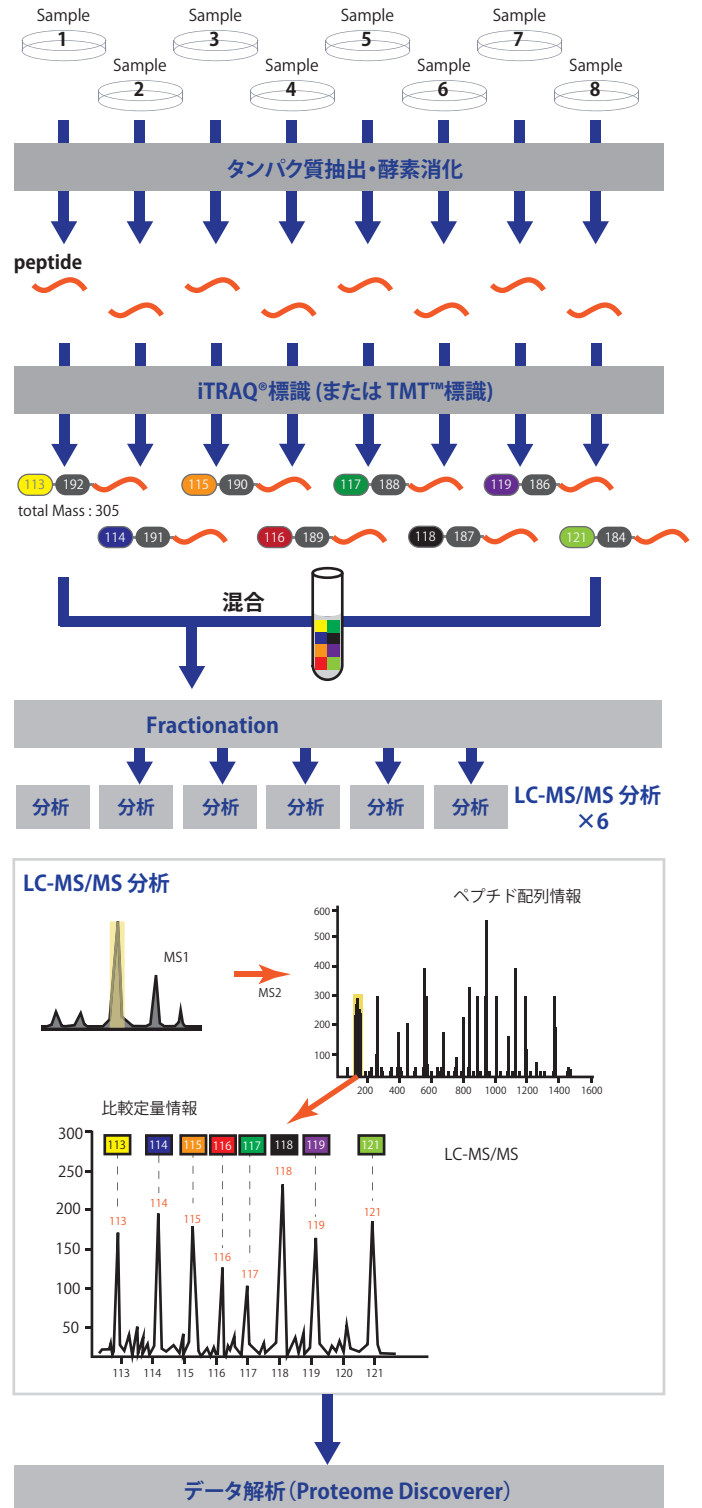 Sample Sample Sample Sample
1 3 5 7
Sample Sample Sample Sample
2 4 6 8
タンパク質抽出・酵素消化
peptide
iTRAQ®標識 (または TMT™標識)
113 192 115 190 117 188 119 186
total Mass : 305
114 191 116 189 118 187 121 184
混合
Fractionation
分析 分析 分析 分析 分析 分析
LC-MS/MS 分析
×6
LC-MS/MS 分析
ペプチド配列情報
MS1
MS2
600
500
400
300
200
100
200 400 600 800 1000 1200 1400 1600
比較定量情報
LC-MS/MS
113 114 115 116 117 118 119 121
300
250
200
150
100
50
113 114 115 116 117 118 119 121
113 114 115 116 117 118 119 120 121
データ解析(Proteome Discoverer)